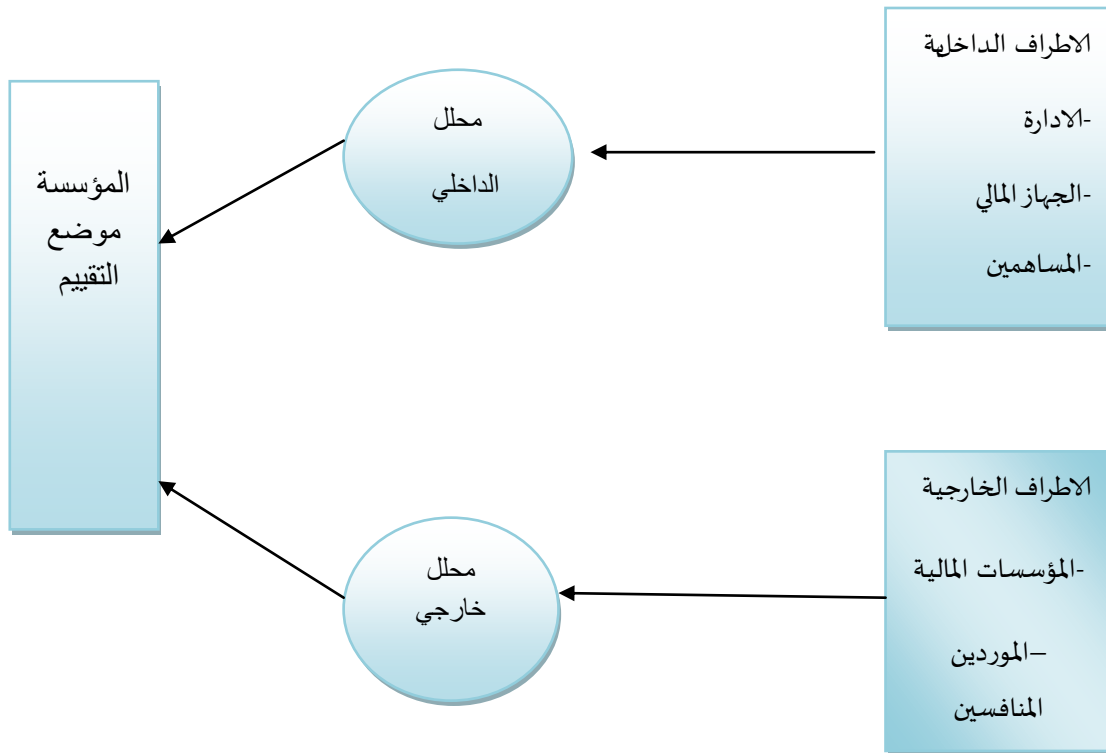 الاطراف الداخلية
-الادارة
-الجهاز المالي
-المساهمين
محلل
الداخلي
المؤسسة
موضع
التقييم
الاطراف الخارجية
-المؤسسات المالية
–الموردين
المنافسين
محلل
خارجي